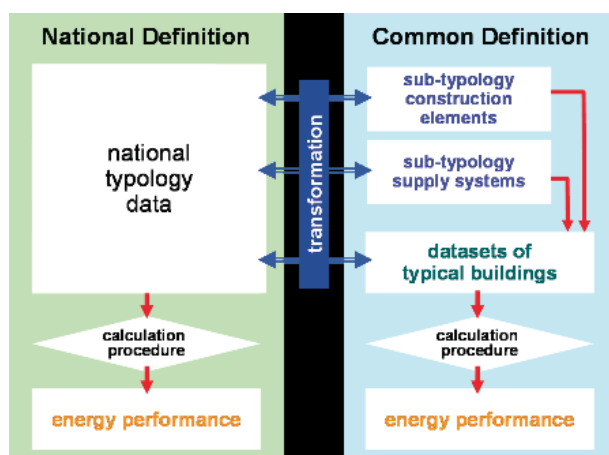 National Definition
national
typology
data
calculation
procedure
energy performance
transformation
Common Definition
sub-typology
construction
elements
sub-typology
supply systems
datasets of
typical buildings
calculation
procedure
energy performance